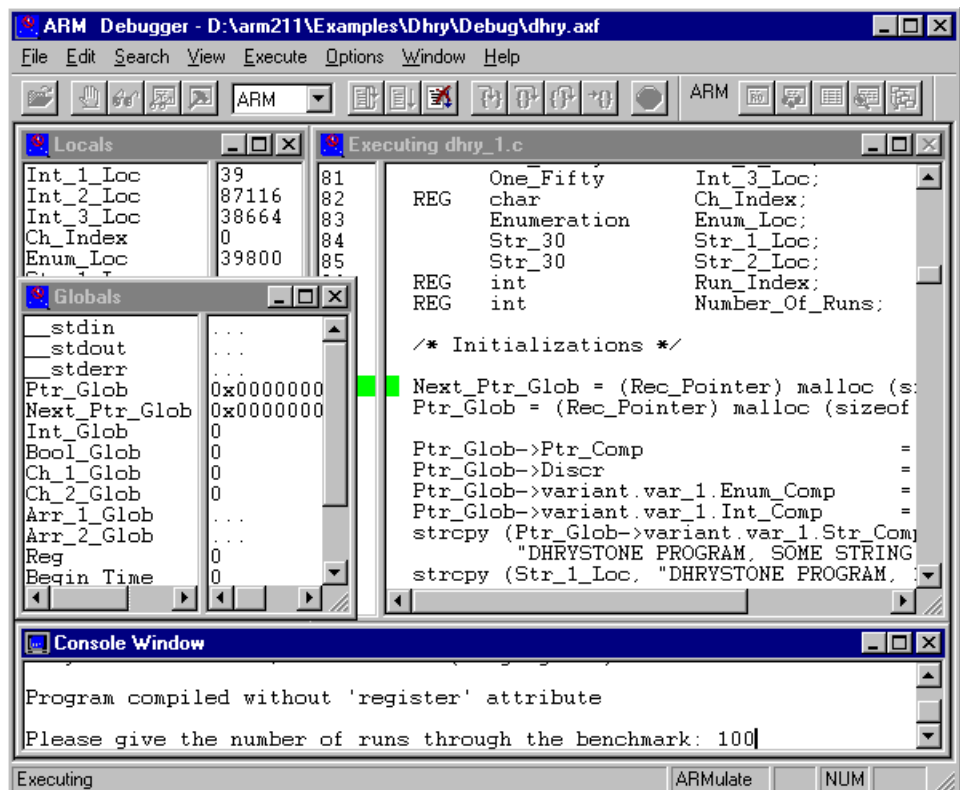 ARM Debugger - D:\arm211\Examples\Dhry\Debug\dhry.axf
File Edit Search View Execute Options Window Help
ARM
ARM
Locals
Int_1_Loc 39
Int_2_Loc 87116
Int_3_Loc 38664
Ch_Index 0
Enum_Loc 39800
Globals
__stdin ...
__stdout ...
__stderr ...
Ptr_Glob 0x0000000
Next_Ptr_Glob 0x0000000
Int_Glob 0
Bool_Glob 0
Ch_1_Glob 0
Ch_2_Glob 0
Arr_1_Glob ...
Arr_2_Glob ...
Reg 0
Begin_Time 0
Executing dhry_1.c
81 One_Fifty Int_3_Loc;
82 REG char Ch_Index;
83 Enumeration Enum_Loc;
84 Str_30 Str_1_Loc;
85 Str_30 Str_2_Loc;
REG int Run_Index;
REG int Number_Of_Runs;
/* Initializations */
Next_Ptr_Glob = (Rec_Pointer) malloc (si
Ptr_Glob = (Rec_Pointer) malloc (sizeof
Ptr_Glob->Ptr_Comp =
Ptr_Glob->Discr =
Ptr_Glob->variant.var_1.Enum_Comp =
Ptr_Glob->variant.var_1.Int_Comp =
strcpy (Ptr_Glob->variant.var_1.Str_Comp
"DHRYSTONE PROGRAM, SOME STRING
strcpy (Str_1_Loc, "DHRYSTONE PROGRAM,
Console Window
Program compiled without 'register' attribute
Please give the number of runs through the benchmark: 100
Executing ARMulate NUM